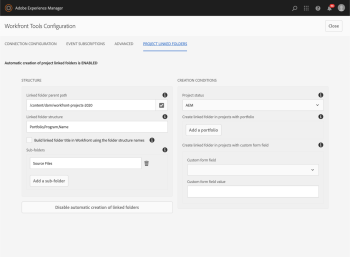 Adobe Experience Manager
Workfront Tools Configuration
Close
CONNECTION CONFIGURATION
EVENT SUBSCRIPTIONS
ADVANCED
PROJECT LINKED FOLDERS
Automatic creation of project linked folders is ENABLED
STRUCTURE
Linked folder parent path
/content/dam/workfront-projects-2020
Linked folder structure
Portfolio/Program,Name
Build linked folder title in Workfront using the folder structure names
Sub-folders
Source Files
Add a sub-folder
Disable automatic creation of linked folders
CREATION CONDITIONS
Project status
AEM
Create linked folder in projects with portfolio
Add a portfolio
Create linked folder in projects with custom form field
Custom form field
Custom form field value